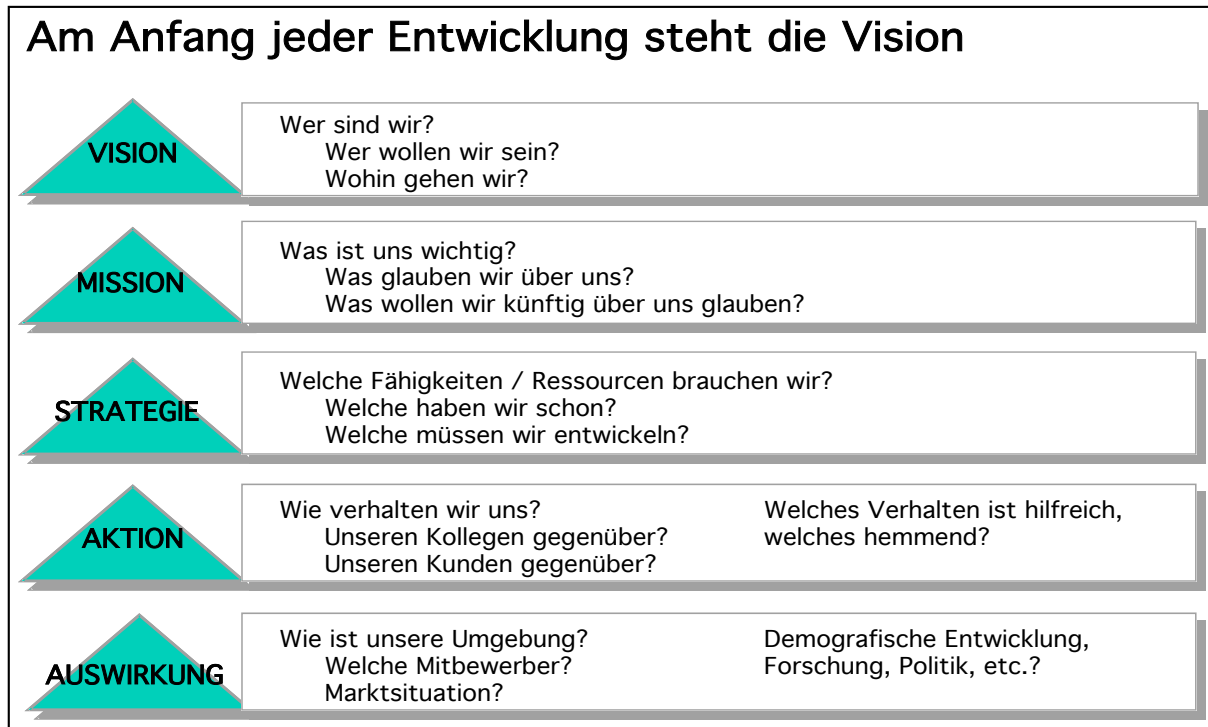 Am Anfang jeder Entwicklung steht die Vision
VISION
Wer sind wir?
Wer wollen wir sein?
Wohin gehen wir?
MISSION
Was ist uns wichtig?
Was glauben wir über uns?
Was wollen wir künftig über uns glauben?
STRATEGIE
Welche Fähigkeiten / Ressourcen brauchen wir?
Welche haben wir schon?
Welche müssen wir entwickeln?
AKTION
Wie verhalten wir uns?
Unseren Kollegen gegenüber?
Unseren Kunden gegenüber?
Welches Verhalten ist hilfreich,
welches hemmend?
AUSWIRKUNG
Wie ist unsere Umgebung?
Welche Mitbewerber?
Marktsituation?
Demografische Entwicklung,
Forschung, Politik, etc.?